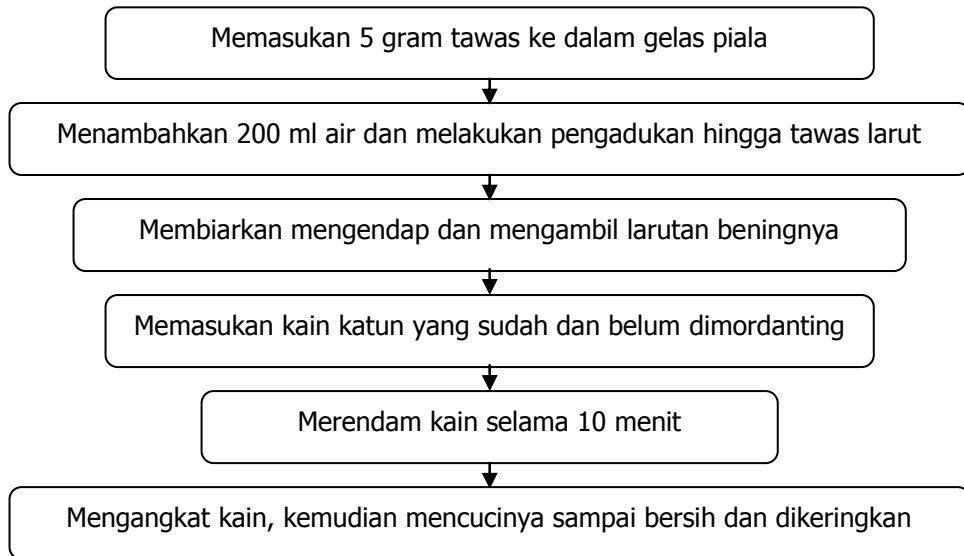 Memasukan 5 gram tawas ke dalam gelas piala
Menambahkan 200 ml air dan melakukan pengadukan hingga tawas larut
Membiarkan mengendap dan mengambil larutan beningnya
Memasukan kain katun yang sudah dan belum dimordanting
Merendam kain selama 10 menit
Mengangkat kain, kemudian mencucinya sampai bersih dan dikeringkan